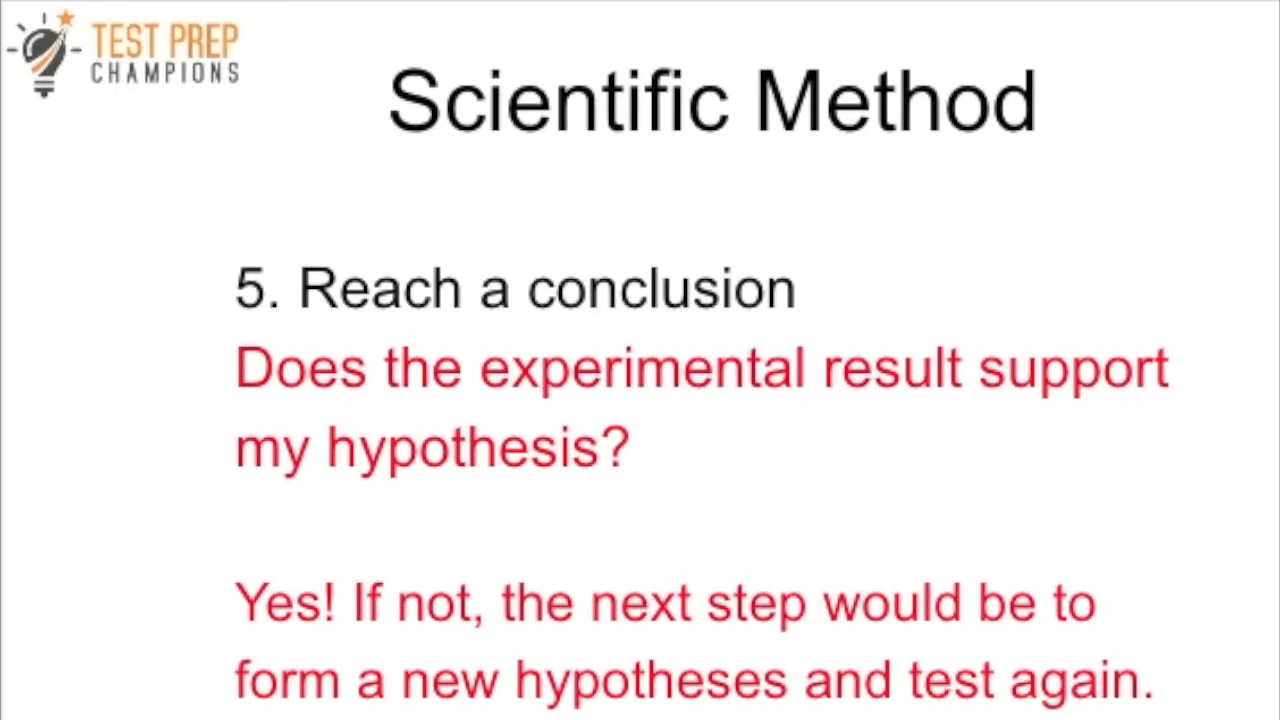 TEST PREP
CHAMPIONS
Scientific Method
5. Reach a conclusion
Does the experimental result support
my hypothesis?
Yes! If not, the next step would be to
form a new hypotheses and test again.